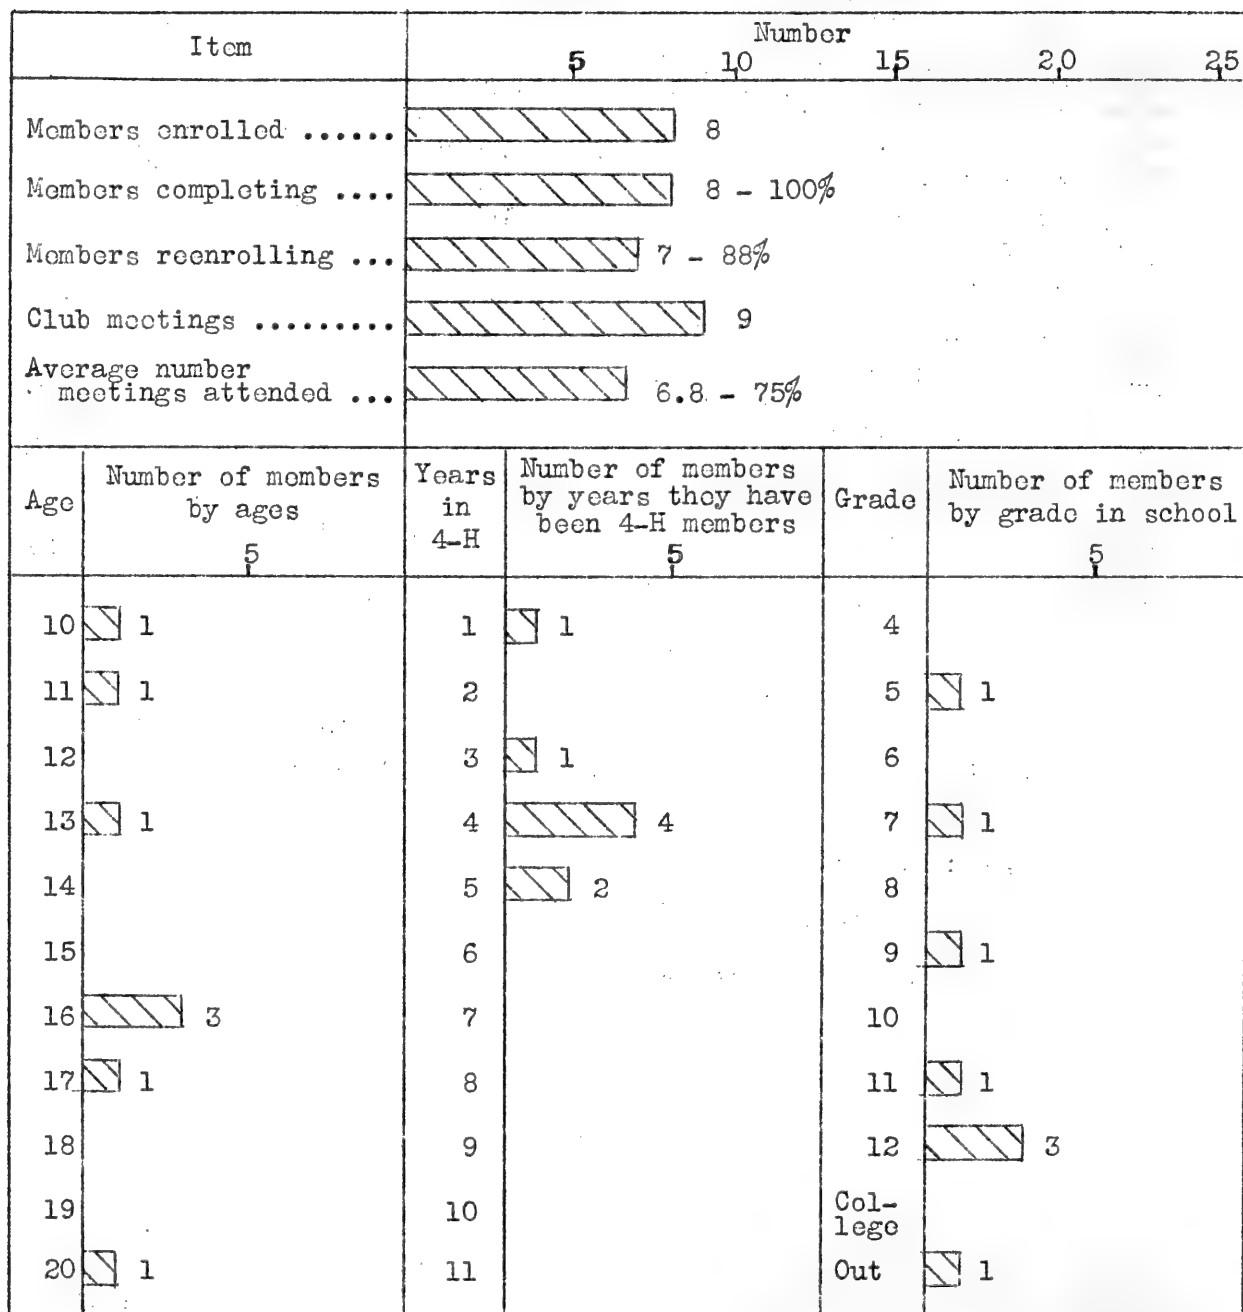 Item
Number
5 10 15 20 25
Members enrolled ...... 8
Members completing .... 8 - 100%
Members reenrolling ... 7 - 88%
Club meetings ......... 9
Average number
meetings attended ... 6.8 - 75%
Age
Number of members
by ages
5
10 1
11 1
12
13 1
14
15
16 3
17 1
18
19
20 1
Years
in
4-H
Number of members
by years they have
been 4-H members
5
1 1
2
3 1
4 4
5 2
6
7
8
9
10
11
Grade
Number of members
by grade in school
5
4
5 1
6
7 1
8
9 1
10
11 1
12 3
Col-
lege
Out 1